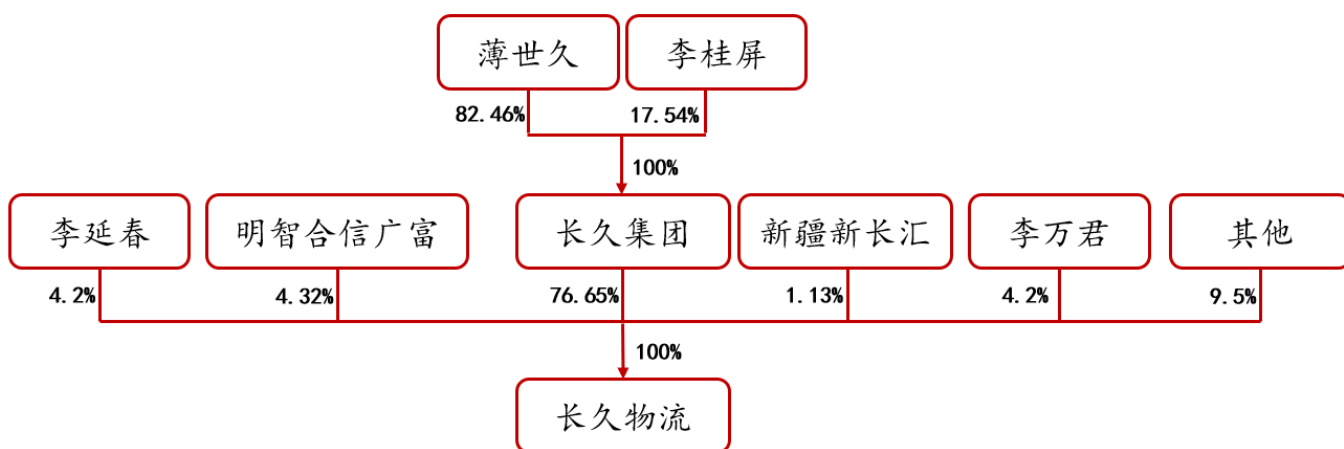 薄世久 李桂屏
82.46% 17.54%
100%
李延春 明智合信广富 长久集团 新疆新长汇 李万君 其他
4.2% 4.32% 76.65% 1.13% 4.2% 9.5%
100%
长久物流